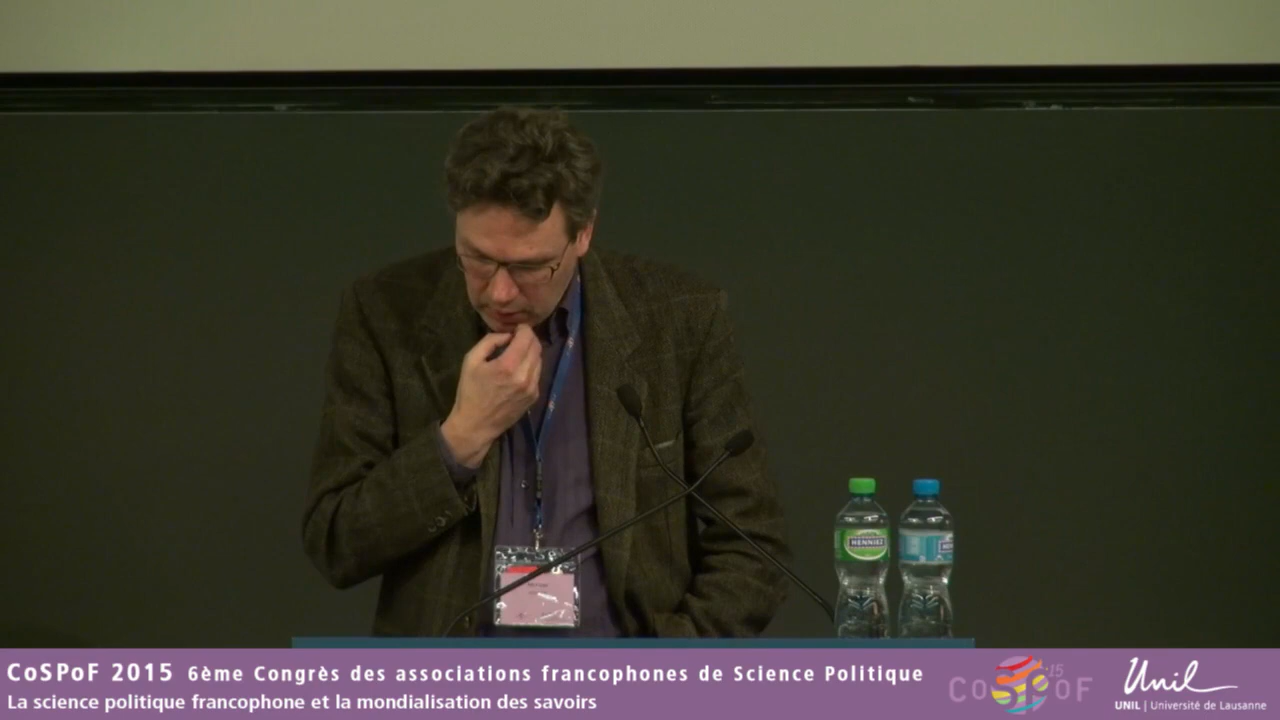 HENNIEZ
CoSPoF 2015 6ème Congrès des associations francophones de Science Politique
La science politique francophone et la mondialisation des savoirs
CoSPoF '15
Unil
UNIL | Université de Lausanne